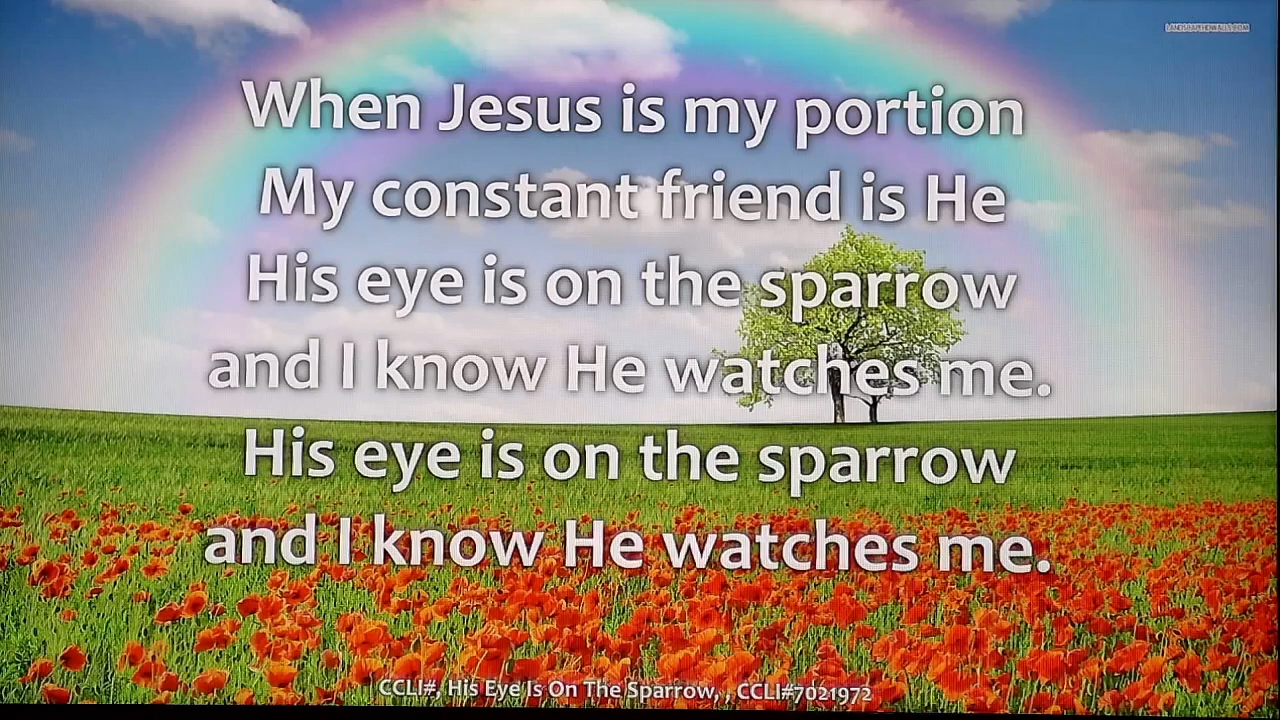 When Jesus is my portion
My constant friend is He
His eye is on the sparrow
and I know He watches me.
His eye is on the sparrow
and I know He watches me.
CCLI#, His Eye Is On The Sparrow, , CCLI#7021972